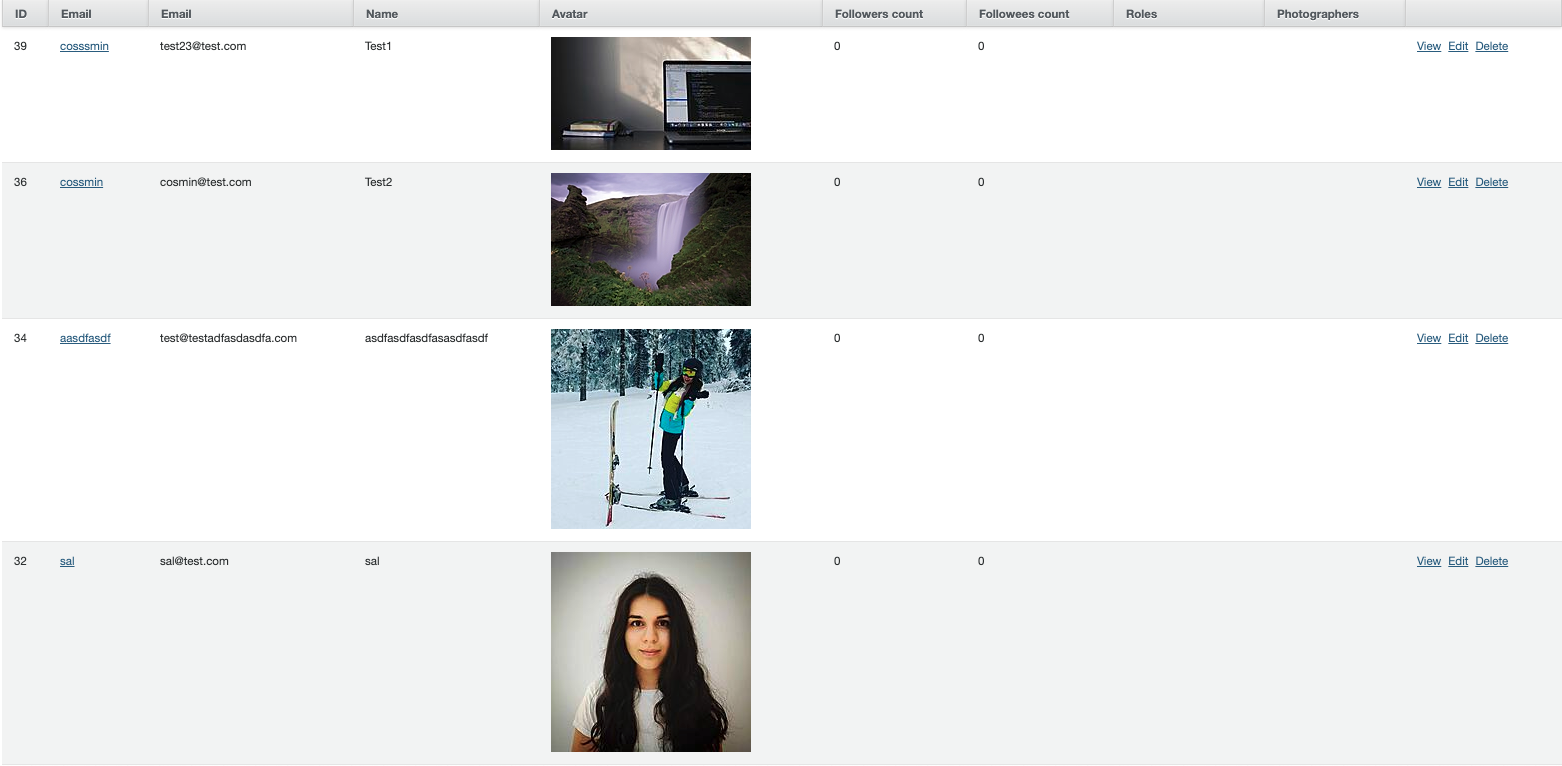 ID Email Email Name Avatar Followers count Followees count Roles Photographers
39 cosssmin test23@test.com Test1 0 0 View Edit Delete
36 cossmin cosmin@test.com Test2 0 0 View Edit Delete
34 aasdfasdf test@testadfasdasdfa.com asdfasdfasdfasasdfasdf 0 0 View Edit Delete
32 sal sal@test.com sal 0 0 View Edit Delete